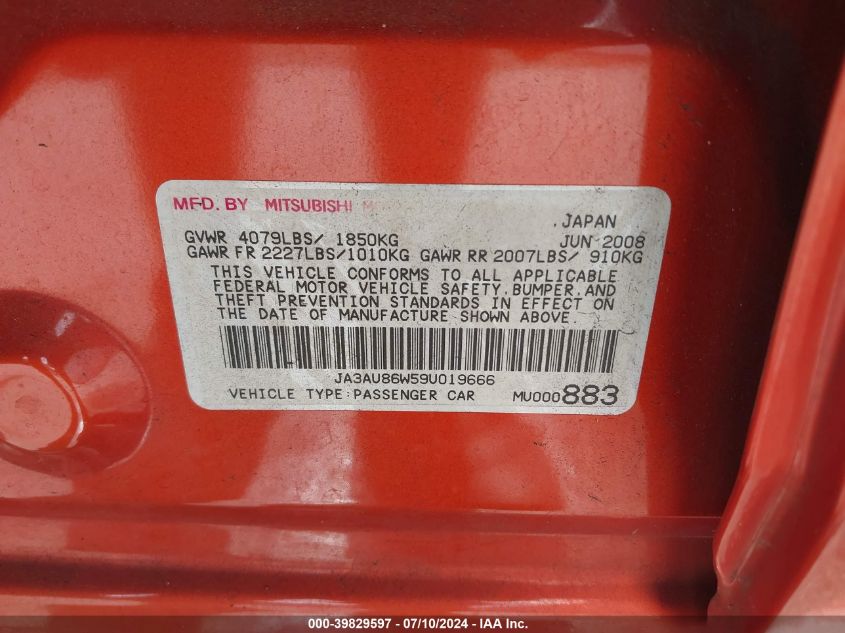 MFD. BY MITSUBISHI
JAPAN
GVWR 4079LBS/ 1850KG JUN 2008
GAWR FR 2227LBS/1010KG GAWR RR 2007LBS/ 910KG
THIS VEHICLE CONFORMS TO ALL APPLICABLE
FEDERAL MOTOR VEHICLE SAFETY, BUMPER, AND
THEFT PREVENTION STANDARDS IN EFFECT ON
THE DATE OF MANUFACTURE SHOWN ABOVE.
JA3AU86W59U019666
VEHICLE TYPE:PASSENGER CAR MU000883
000-39829597 - 07/10/2024 - IAA Inc.